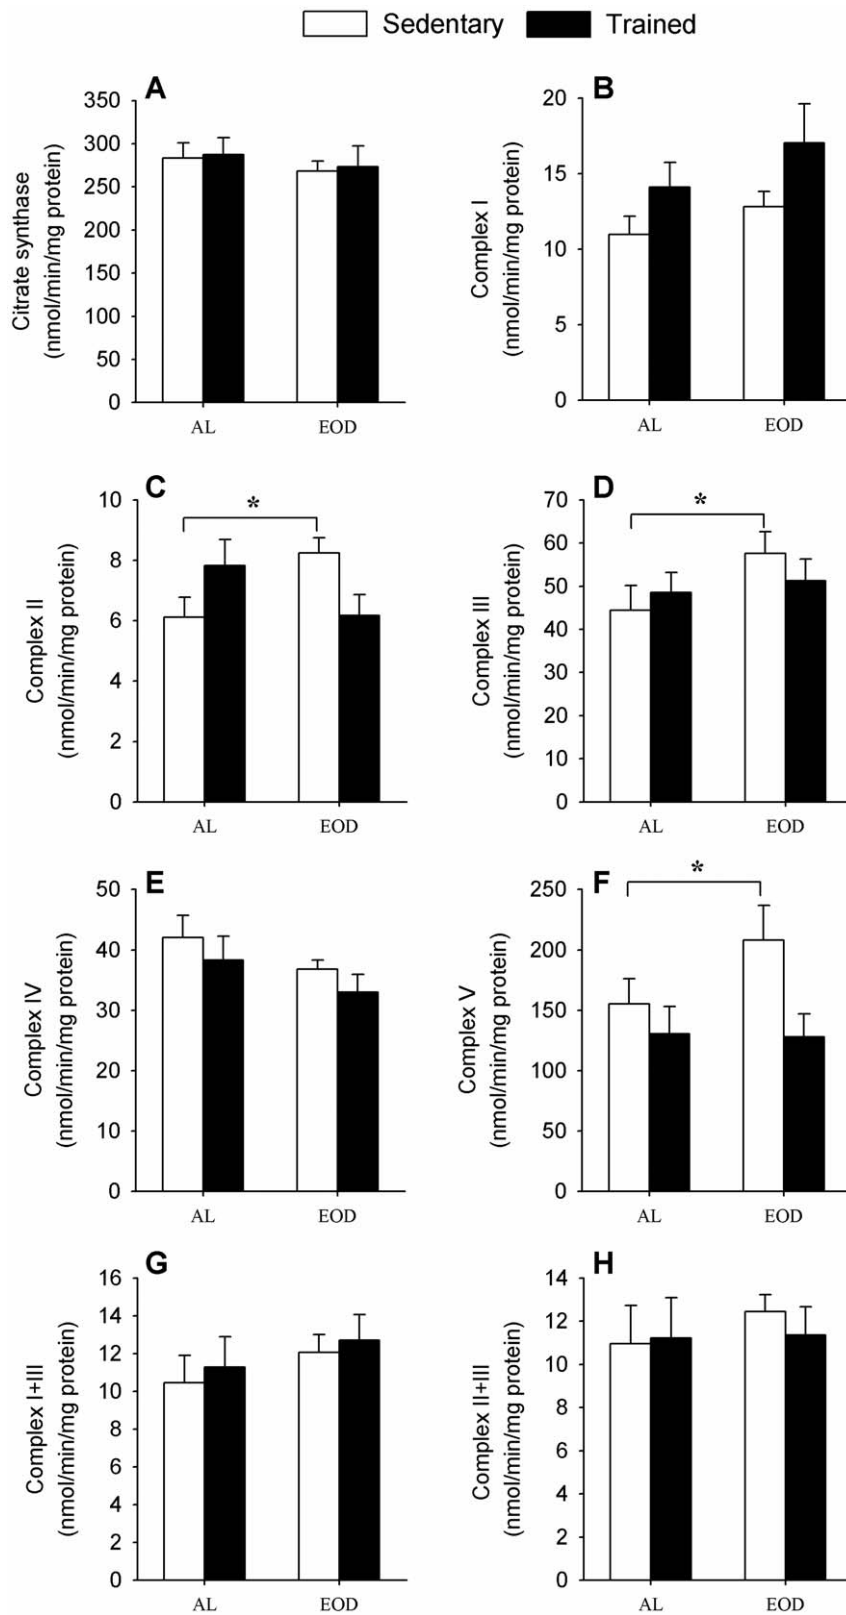 Sedentary Trained
A B
Citrate synthase
(nmol/min/mg protein)
350
300
250
200
150
100
50
0
AL EOD
Complex I
(nmol/min/mg protein)
20
15
10
5
0
AL EOD
C D
Complex II
(nmol/min/mg protein)
10
8
6
4
2
0
*
AL EOD
Complex III
(nmol/min/mg protein)
70
60
50
40
30
20
10
0
*
AL EOD
E F
Complex IV
(nmol/min/mg protein)
50
40
30
20
10
0
AL EOD
Complex V
(nmol/min/mg protein)
250
200
150
100
50
0
*
AL EOD
G H
Complex I+III
(nmol/min/mg protein)
16
14
12
10
8
6
4
2
0
AL EOD
Complex II+III
(nmol/min/mg protein)
14
12
10
8
6
4
2
0
AL EOD